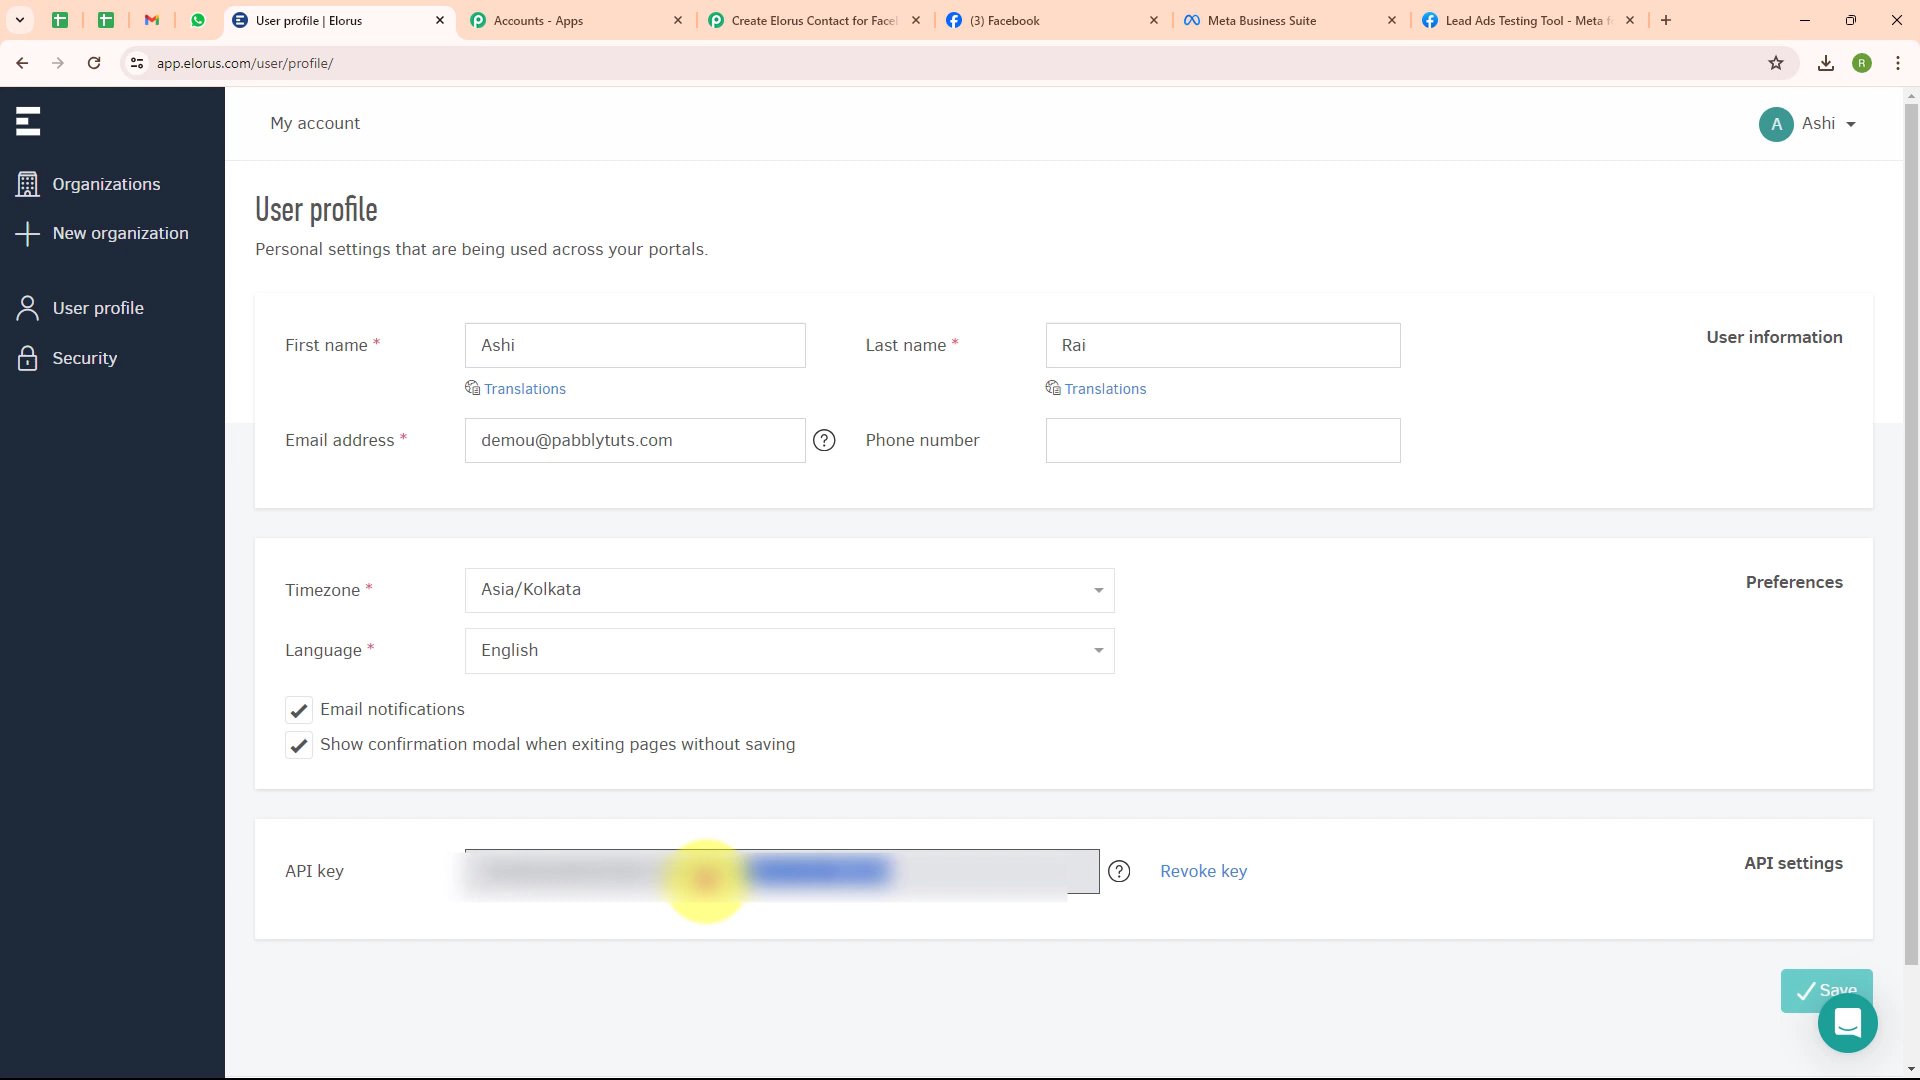 User profile | Elorus
Accounts - Apps
Create Elorus Contact for Facel
(3) Facebook
Meta Business Suite
Lead Ads Testing Tool - Meta f
app.elorus.com/user/profile/
R
My account
A Ashi
Organizations
New organization
User profile
Security
User profile
Personal settings that are being used across your portals.
User information
First name * Ashi Last name * Rai
Translations Translations
Email address * demou@pabblytuts.com ? Phone number
Preferences
Timezone * Asia/Kolkata
Language * English
Email notifications
Show confirmation modal when exiting pages without saving
API settings
API key ? Revoke key
Save